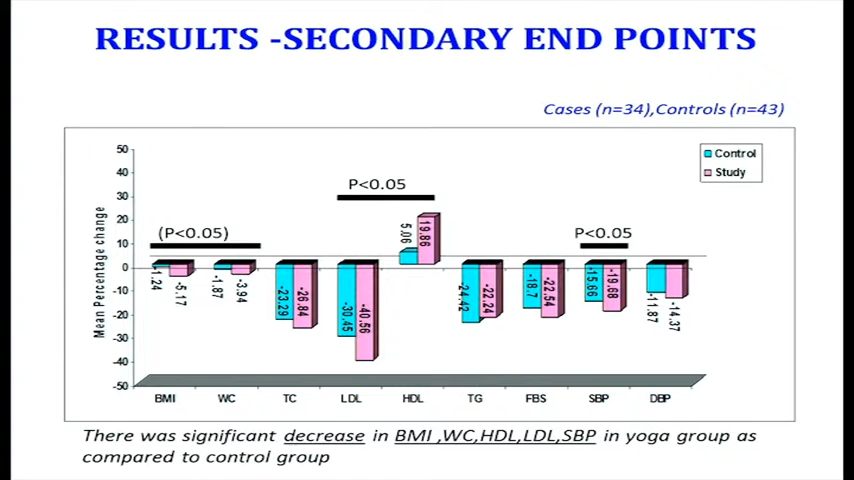 RESULTS -SECONDARY END POINTS
Cases (n=34),Controls (n=43)
50
40
30
20
10
0
-10
-20
-30
-40
-50
Mean Percentage change
Control
Study
(P<0.05)
P<0.05
P<0.05
-1.24
-5.17
-1.87
-3.94
-23.29
-26.84
-30.45
-40.56
5.06
19.86
-24.42
-22.24
-18.7
-22.54
-15.66
-19.68
-11.87
-14.37
BMI WC TC LDL HDL TG FBS SBP DBP
There was significant decrease in BMI ,WC,HDL,LDL,SBP in yoga group as
compared to control group